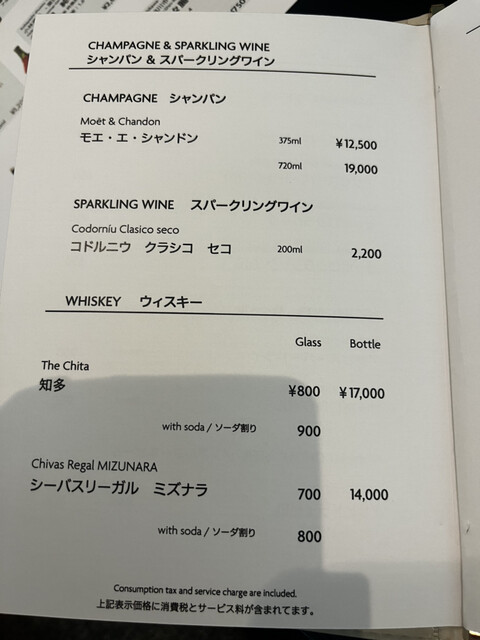 CHAMPAGNE & SPARKLING WINE
シャンパン & スパークリングワイン
CHAMPAGNE シャンパン
Moët & Chandon
モエ・エ・シャンドン 375ml ¥12,500
720ml 19,000
SPARKLING WINE スパークリングワイン
Codorníu Clasico seco
コドルニウ クラシコ セコ 200ml 2,200
WHISKEY ウィスキー
Glass Bottle
The Chita
知多 ¥800 ¥17,000
with soda / ソーダ割り 900
Chivas Regal MIZUNARA
シーバスリーガル ミズナラ 700 14,000
with soda / ソーダ割り 800
Consumption tax and service charge are included.
上記表示価格に消費税とサービス料が含まれてます。